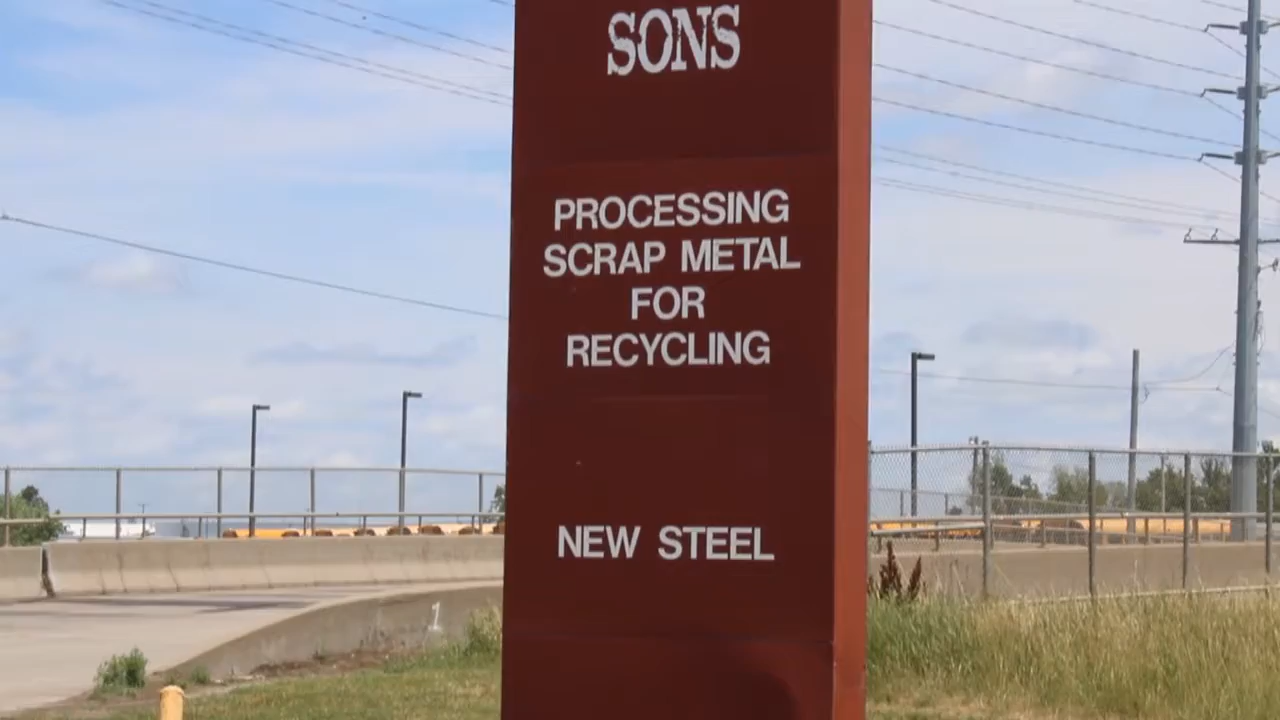 SONS
PROCESSING
SCRAP METAL
FOR
RECYCLING
NEW STEEL